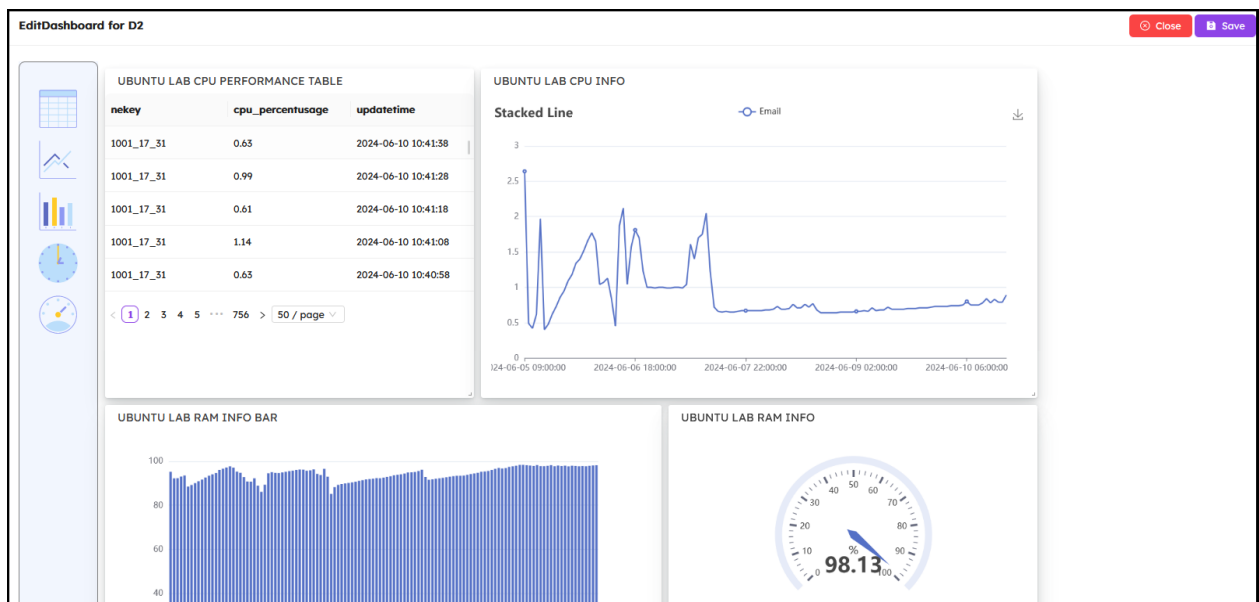 EditDashboard for D2
Close
Save
UBUNTU LAB CPU PERFORMANCE TABLE
nekey cpu_percentusage updatetime
1001_17_31 0.63 2024-06-10 10:41:38
1001_17_31 0.99 2024-06-10 10:41:28
1001_17_31 0.61 2024-06-10 10:41:18
1001_17_31 1.14 2024-06-10 10:41:08
1001_17_31 0.63 2024-06-10 10:40:58
< 1 2 3 4 5 ··· 756 > 50 / page
UBUNTU LAB CPU INFO
Stacked Line
Email
3
2.5
2
1.5
1
0.5
0
)24-06-05 09:00:00 2024-06-06 18:00:00 2024-06-07 22:00:00 2024-06-09 02:00:00 2024-06-10 06:00:00
UBUNTU LAB RAM INFO BAR
100
80
60
40
UBUNTU LAB RAM INFO
0
10
20
30
40
50
60
70
80
90
100
%
98.13